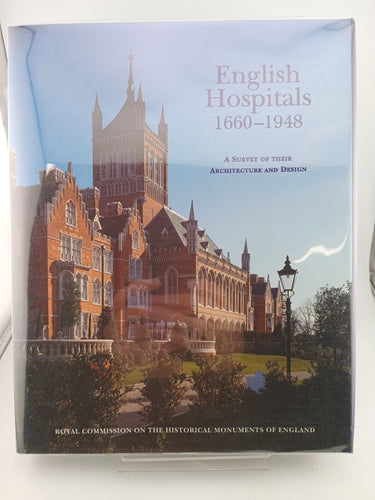 English
Hospitals
1660–1948
A Survey of their
Architecture and Design
Royal Commission on the Historical Monuments of England